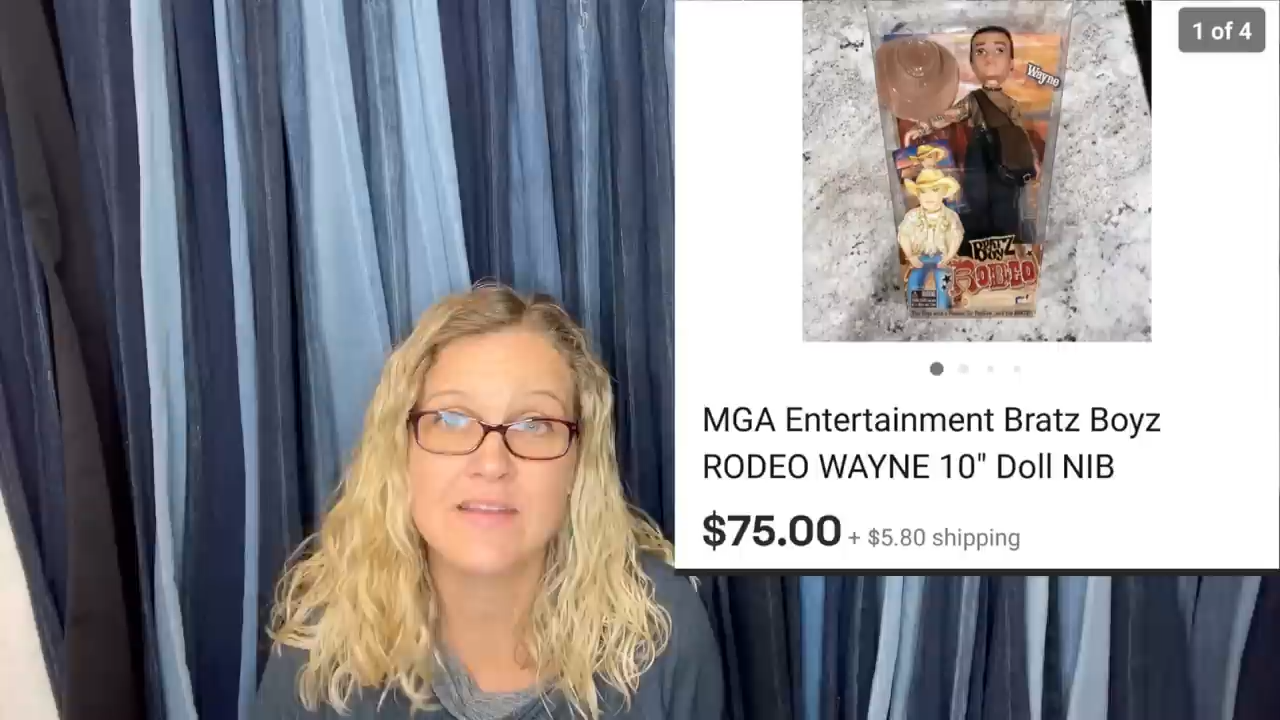 1 of 4
Wayne
BRATZ
BOYZ
RODEO
MGA Entertainment Bratz Boyz
RODEO WAYNE 10" Doll NIB
$75.00 + $5.80 shipping